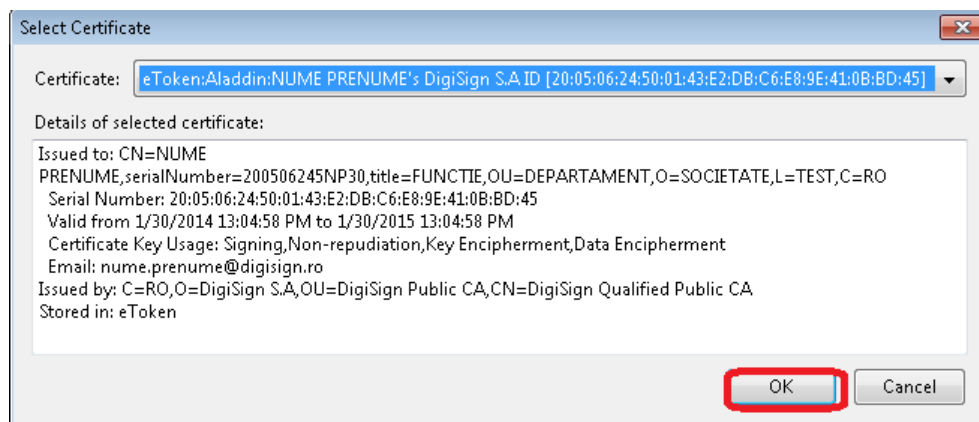 Select Certificate
Certificate: eToken:Aladdin:NUME PRENUME's DigiSign S.A ID [20:05:06:24:50:01:43:E2:DB:C6:E8:9E:41:0B:BD:45]
Details of selected certificate:
Issued to: CN=NUME
PRENUME,serialNumber=200506245NP30,title=FUNCTIE,OU=DEPARTAMENT,O=SOCIETATE,L=TEST,C=RO
Serial Number: 20:05:06:24:50:01:43:E2:DB:C6:E8:9E:41:0B:BD:45
Valid from 1/30/2014 13:04:58 PM to 1/30/2015 13:04:58 PM
Certificate Key Usage: Signing,Non-repudiation,Key Encipherment,Data Encipherment
Email: nume.prenume@digisign.ro
Issued by: C=RO,O=DigiSign S.A,OU=DigiSign Public CA,CN=DigiSign Qualified Public CA
Stored in: eToken
OK Cancel